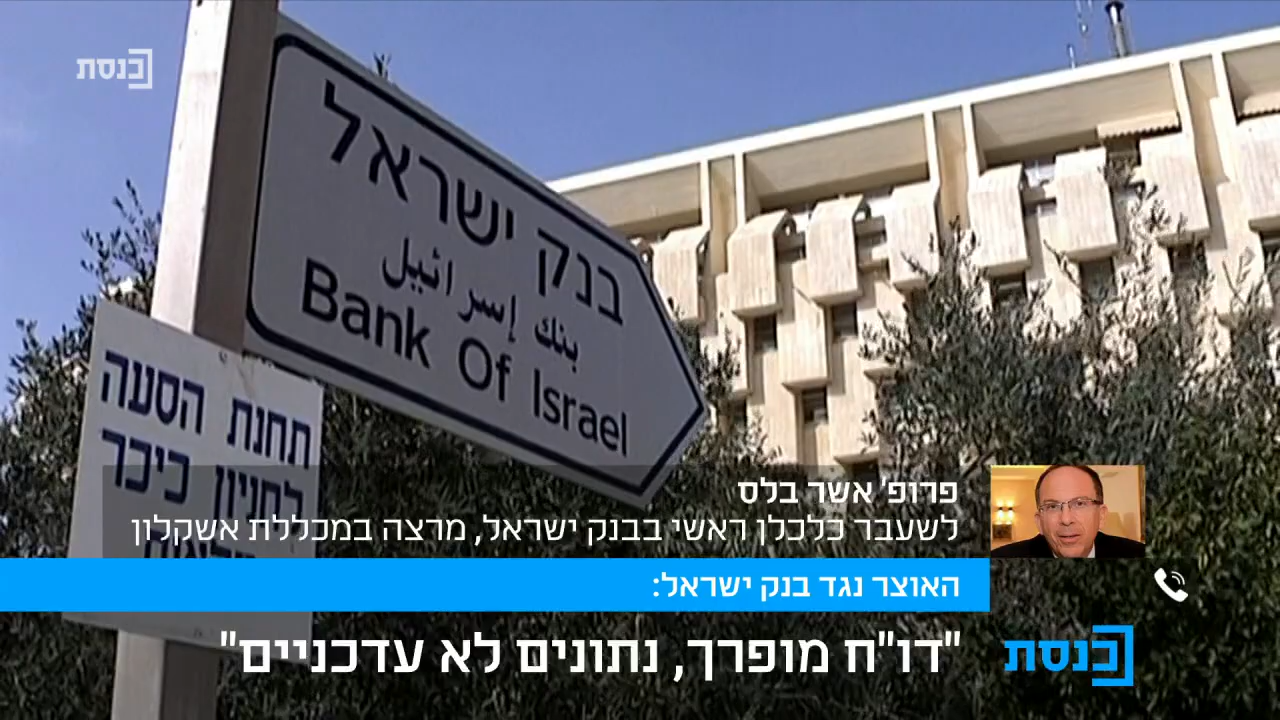 כנסת
בנק ישראל
بنك إسرائيل
Bank Of Israel
תחנת הסעה
לחניון כיכר
פרופ' אשר בלס
לשעבר כלכלן ראשי בבנק ישראל, מרצה במכללת אשקלון
האוצר נגד בנק ישראל:
"דו"ח מופרך, נתונים לא עדכניים"
כנסת